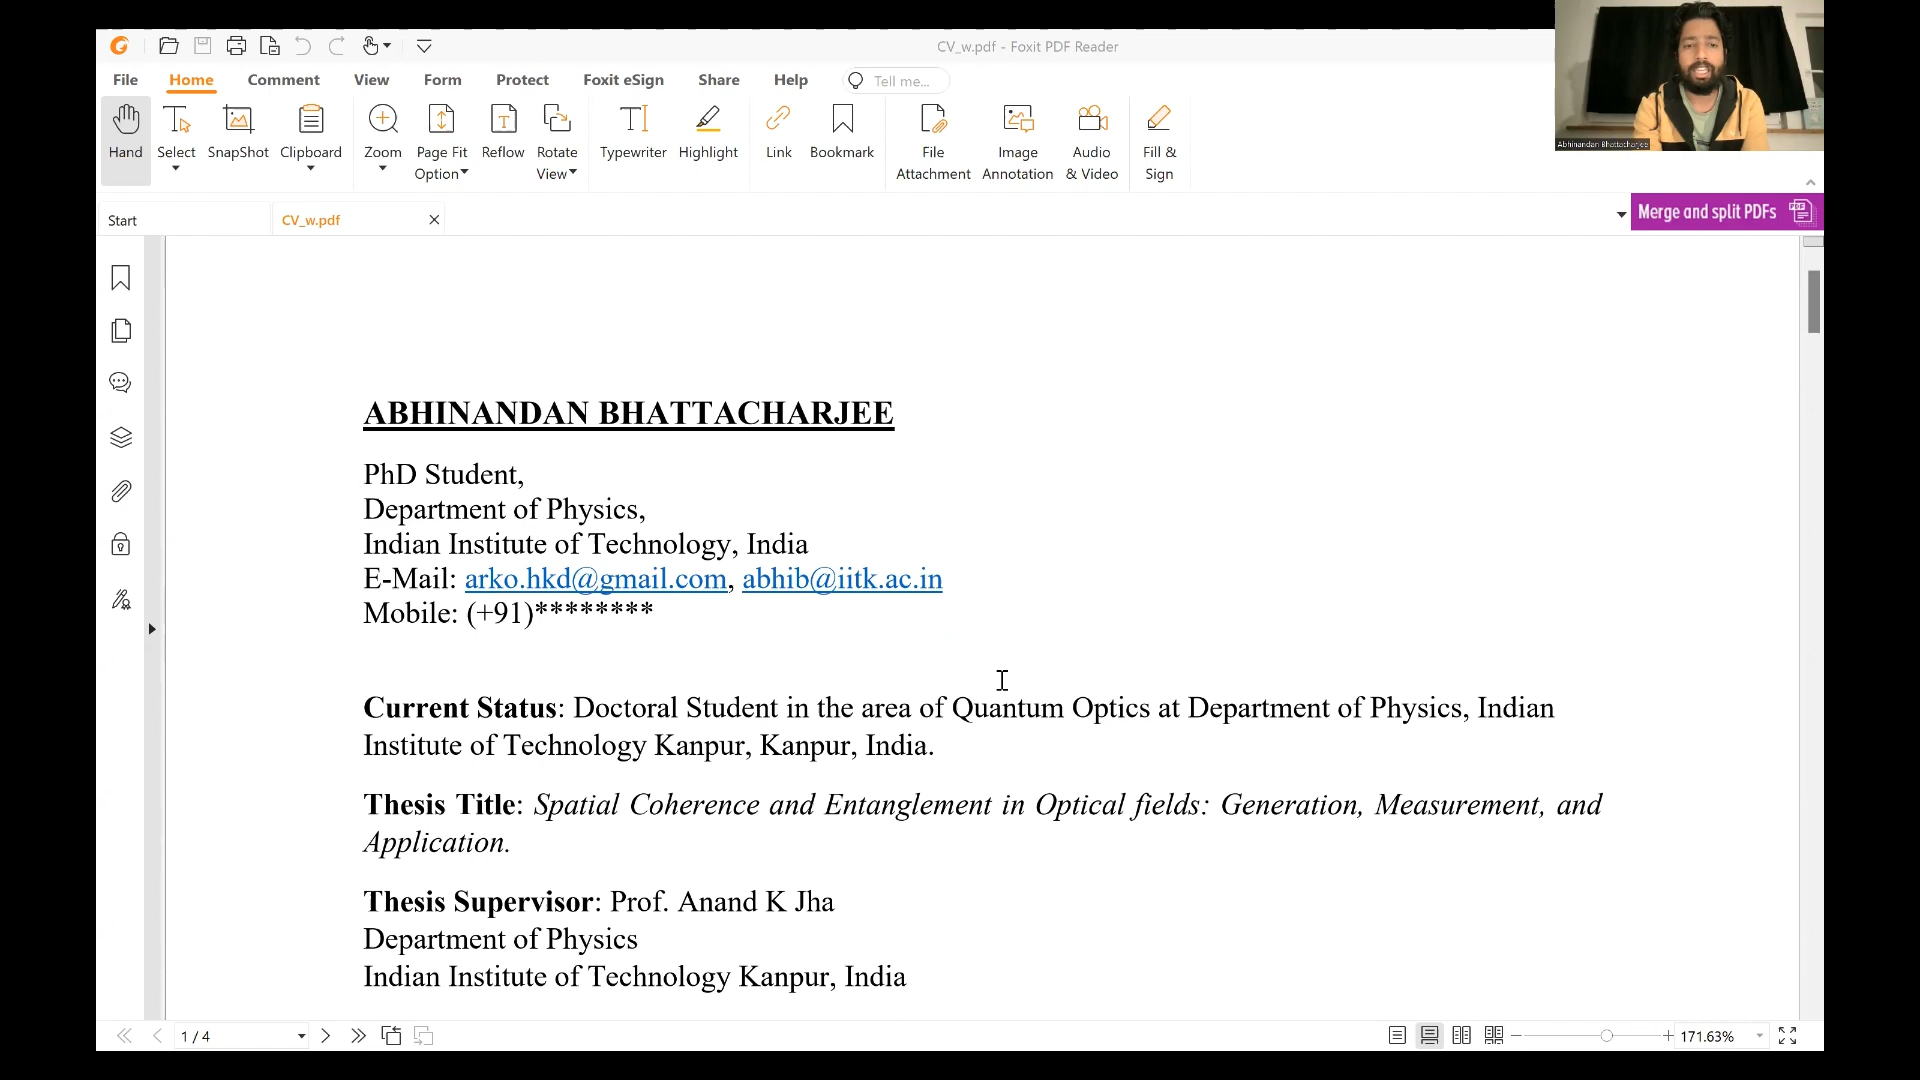 CV_w.pdf - Foxit PDF Reader
File Home Comment View Form Protect Foxit eSign Share Help Tell me...
Hand Select SnapShot Clipboard Zoom Page Fit Option Reflow Rotate View Typewriter Highlight Link Bookmark File Attachment Image Annotation Audio & Video Fill & Sign
Abhinandan Bhattacharjee
Start CV_w.pdf
Merge and split PDFs
PDF
ABHINANDAN BHATTACHARJEE
PhD Student,
Department of Physics,
Indian Institute of Technology, India
E-Mail: arko.hkd@gmail.com, abhib@iitk.ac.in
Mobile: (+91)********
Current Status: Doctoral Student in the area of Quantum Optics at Department of Physics, Indian
Institute of Technology Kanpur, Kanpur, India.
Thesis Title: Spatial Coherence and Entanglement in Optical fields: Generation, Measurement, and
Application.
Thesis Supervisor: Prof. Anand K Jha
Department of Physics
Indian Institute of Technology Kanpur, India
1 / 4
171.63%